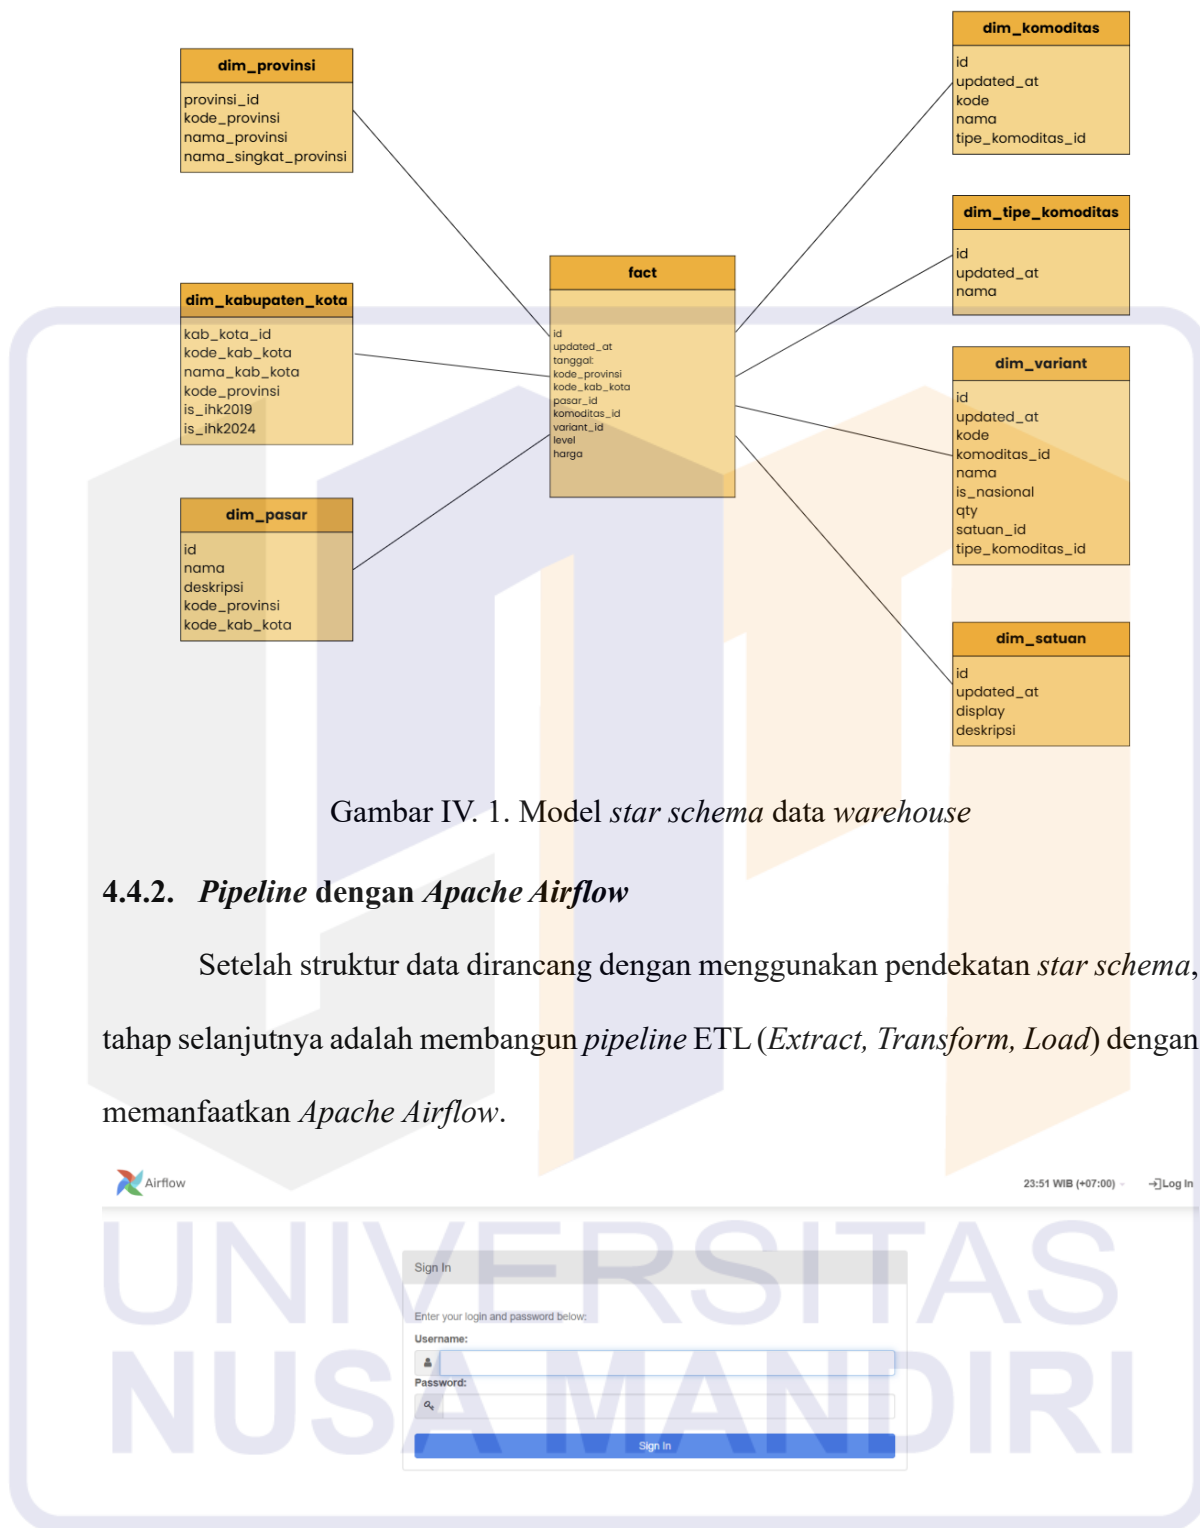 dim_provinsi
provinsi_id
kode_provinsi
nama_provinsi
nama_singkat_provinsi
dim_kabupaten_kota
kab_kota_id
kode_kab_kota
nama_kab_kota
kode_provinsi
is_ihk2019
is_ihk2024
dim_pasar
id
nama
deskripsi
kode_provinsi
kode_kab_kota
fact
id
updated_at
tanggal:
kode_provinsi
kode_kab_kota
pasar_id
komoditas_id
variant_id
level
harga
dim_komoditas
id
updated_at
kode
nama
tipe_komoditas_id
dim_tipe_komoditas
id
updated_at
nama
dim_variant
id
updated_at
kode
komoditas_id
nama
is_nasional
qty
satuan_id
tipe_komoditas_id
dim_satuan
id
updated_at
display
deskripsi
Gambar IV. 1. Model star schema data warehouse
4.4.2. Pipeline dengan Apache Airflow
Setelah struktur data dirancang dengan menggunakan pendekatan star schema,
tahap selanjutnya adalah membangun pipeline ETL (Extract, Transform, Load) dengan
memanfaatkan Apache Airflow.
Airflow
23:51 WIB (+07:00)
Log In
Sign In
Enter your login and password below:
Username:
Password:
Sign In
UNIVERSITAS
NUSA MANDIRI